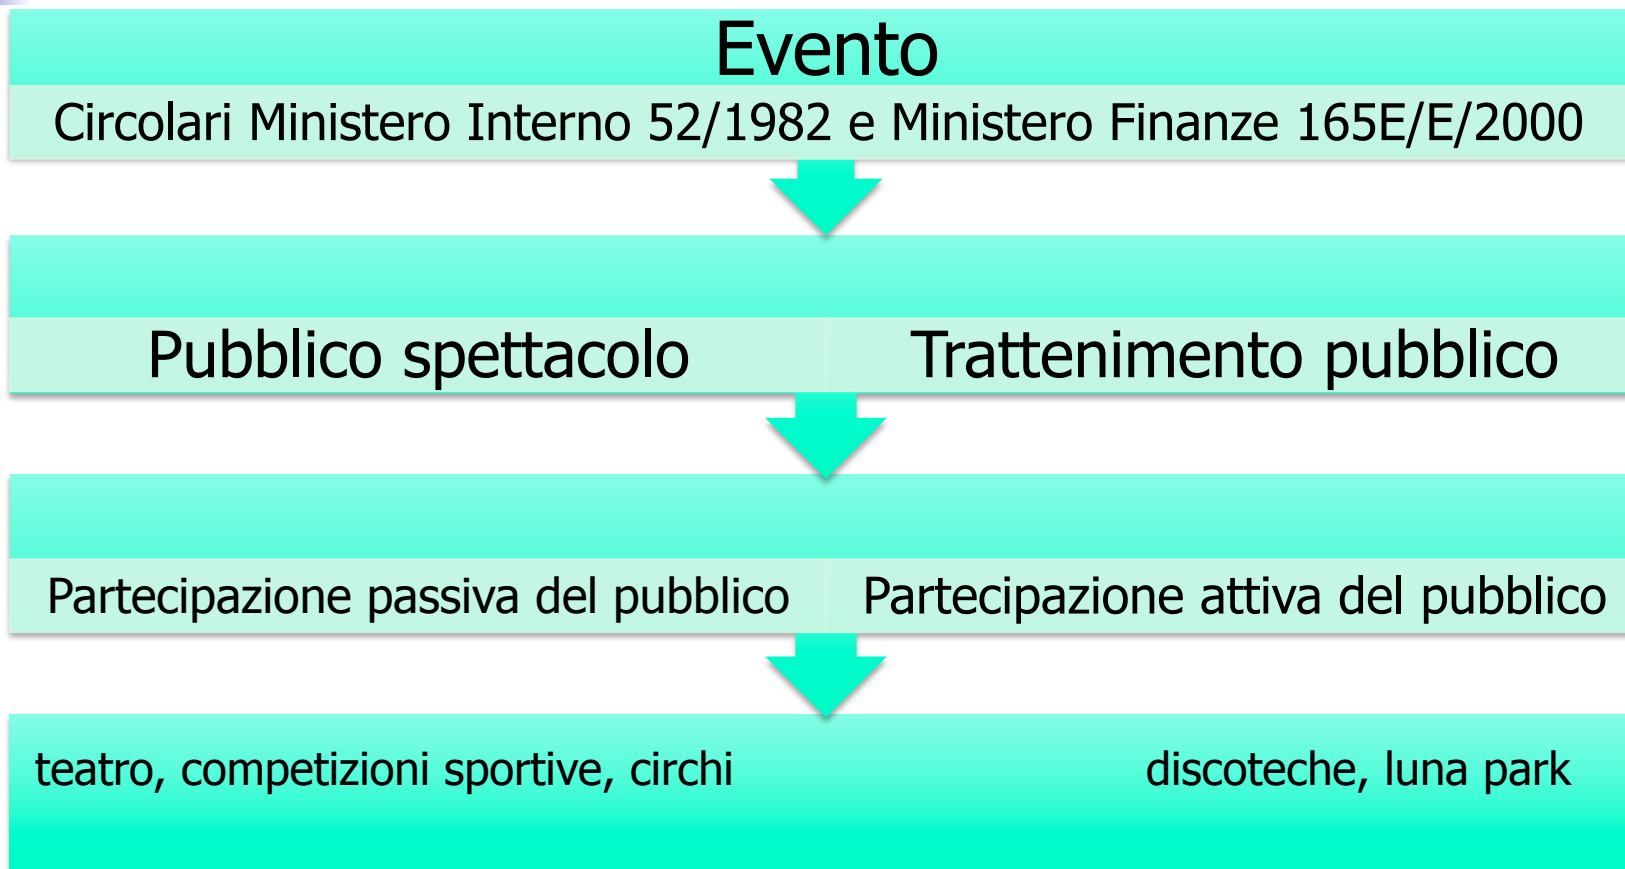 Evento
Circolari Ministero Interno 52/1982 e Ministero Finanze 165E/E/2000
Pubblico spettacolo
Trattenimento pubblico
Partecipazione passiva del pubblico
Partecipazione attiva del pubblico
teatro, competizioni sportive, circhi
discoteche, luna park